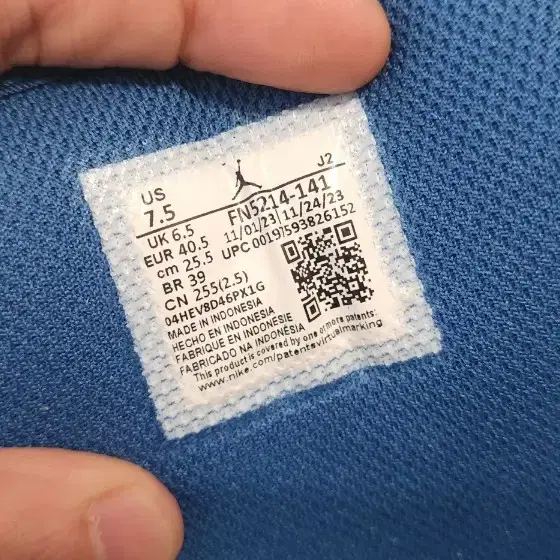 J2
US
7.5 FN5214-141
UK 6.5 11/01/23 11/24/23
EUR 40.5 UPC 00197593826152
cm 25.5
BR 39
CN 255(2.5)
04HEV8D46PX1G
MADE IN INDONESIA
HECHO EN INDONESIA
FABRIQUE EN INDONESIE
FABRICADO NA INDONÉSIA
This product is covered by one of more patents:
www.nike.com/patentsvirtualmarking